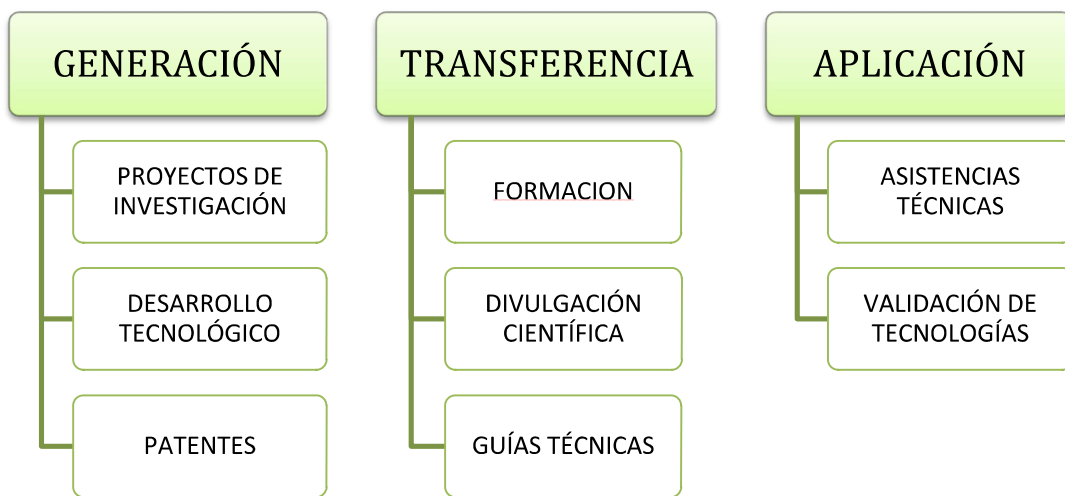 GENERACIÓN
PROYECTOS DE
INVESTIGACIÓN
DESARROLLO
TECNOLÓGICO
PATENTES
TRANSFERENCIA
FORMACION
DIVULGACIÓN
CIENTÍFICA
GUÍAS TÉCNICAS
APLICACIÓN
ASISTENCIAS
TÉCNICAS
VALIDACIÓN DE
TECNOLOGÍAS